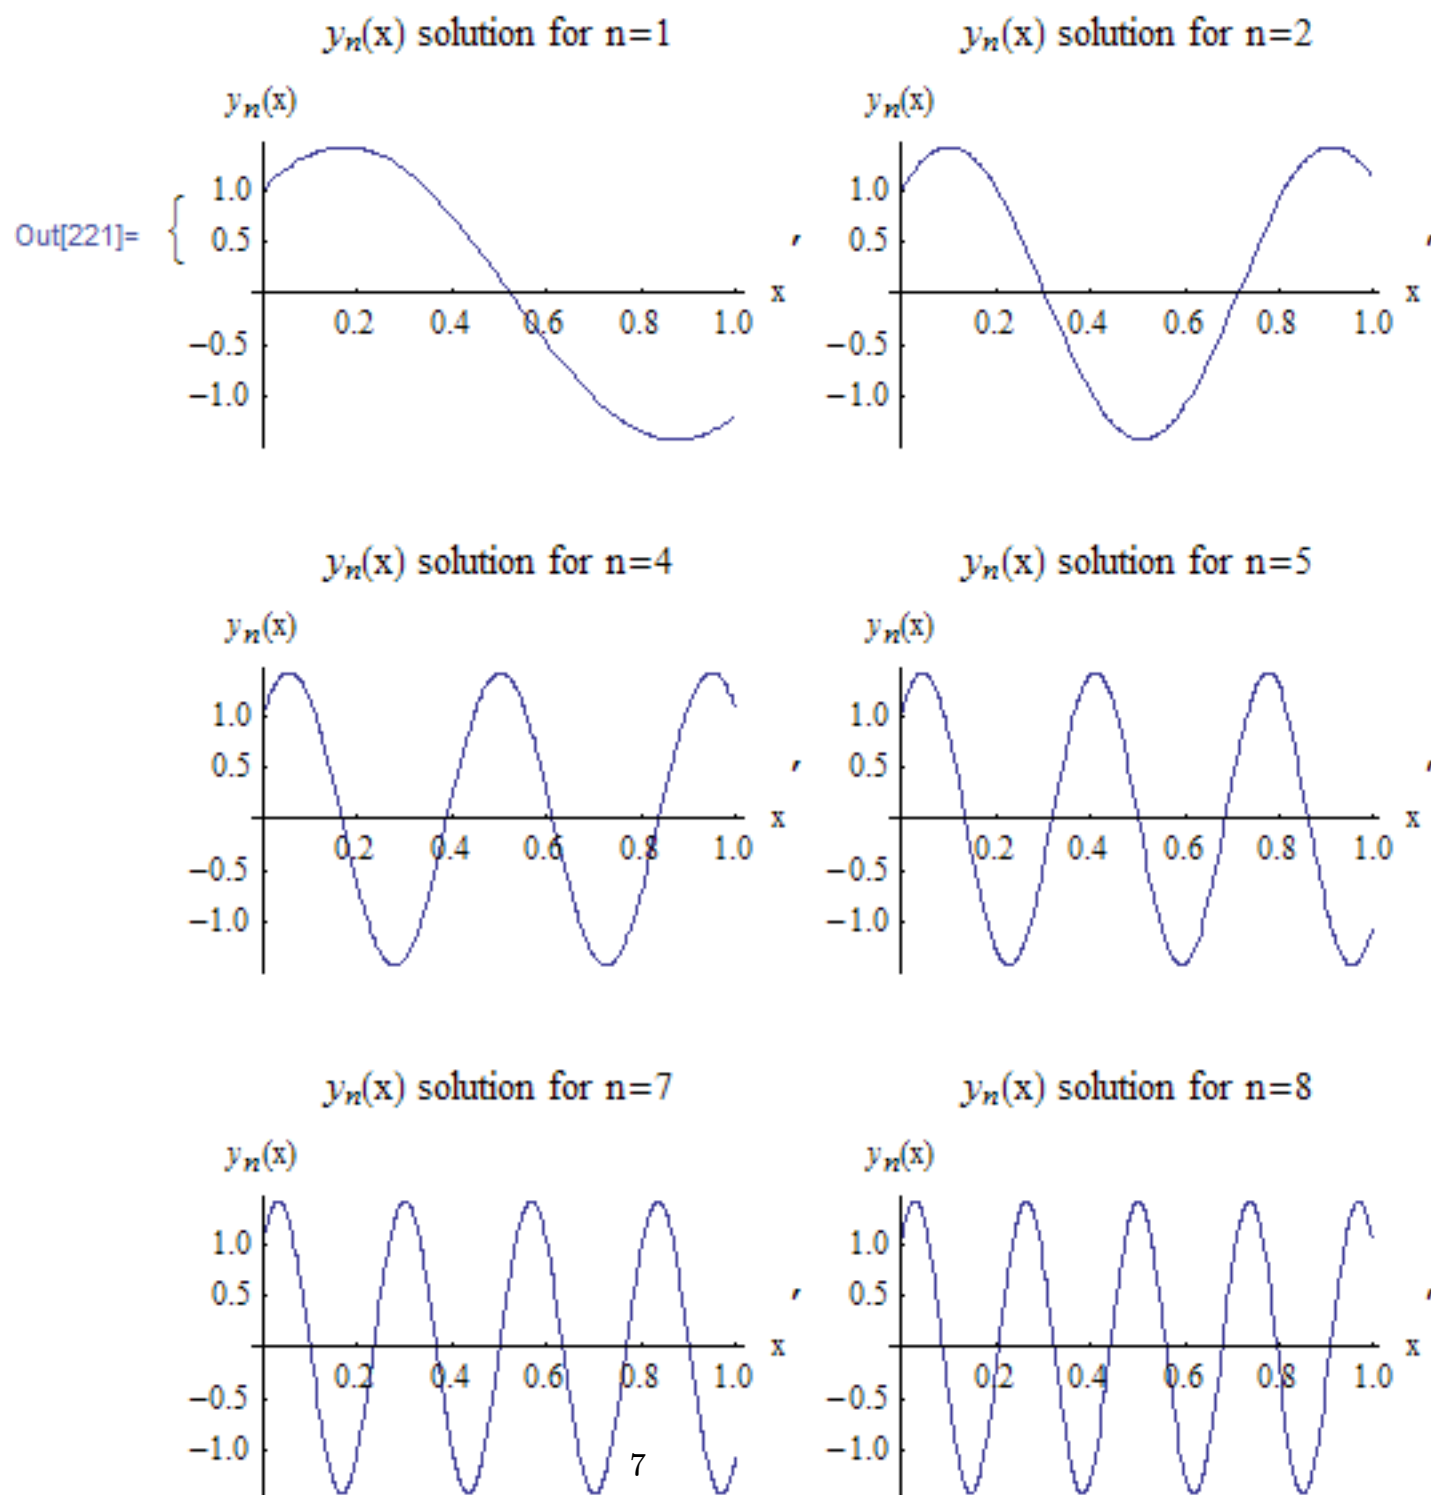 yn(x) solution for n=1
yn(x) solution for n=2
yn(x)
yn(x)
Out[221]=
{
1.0
0.5
−0.5
−1.0
0.2 0.4 0.6 0.8 1.0
x
,
1.0
0.5
−0.5
−1.0
0.2 0.4 0.6 0.8 1.0
x
,
yn(x) solution for n=4
yn(x) solution for n=5
yn(x)
yn(x)
1.0
0.5
−0.5
−1.0
0.2 0.4 0.6 0.8 1.0
x
,
1.0
0.5
−0.5
−1.0
0.2 0.4 0.6 0.8 1.0
x
,
yn(x) solution for n=7
yn(x) solution for n=8
yn(x)
yn(x)
1.0
0.5
−0.5
−1.0
0.2 0.4 0.6 0.8 1.0
x
,
1.0
0.5
−0.5
−1.0
0.2 0.4 0.6 0.8 1.0
x
,
7